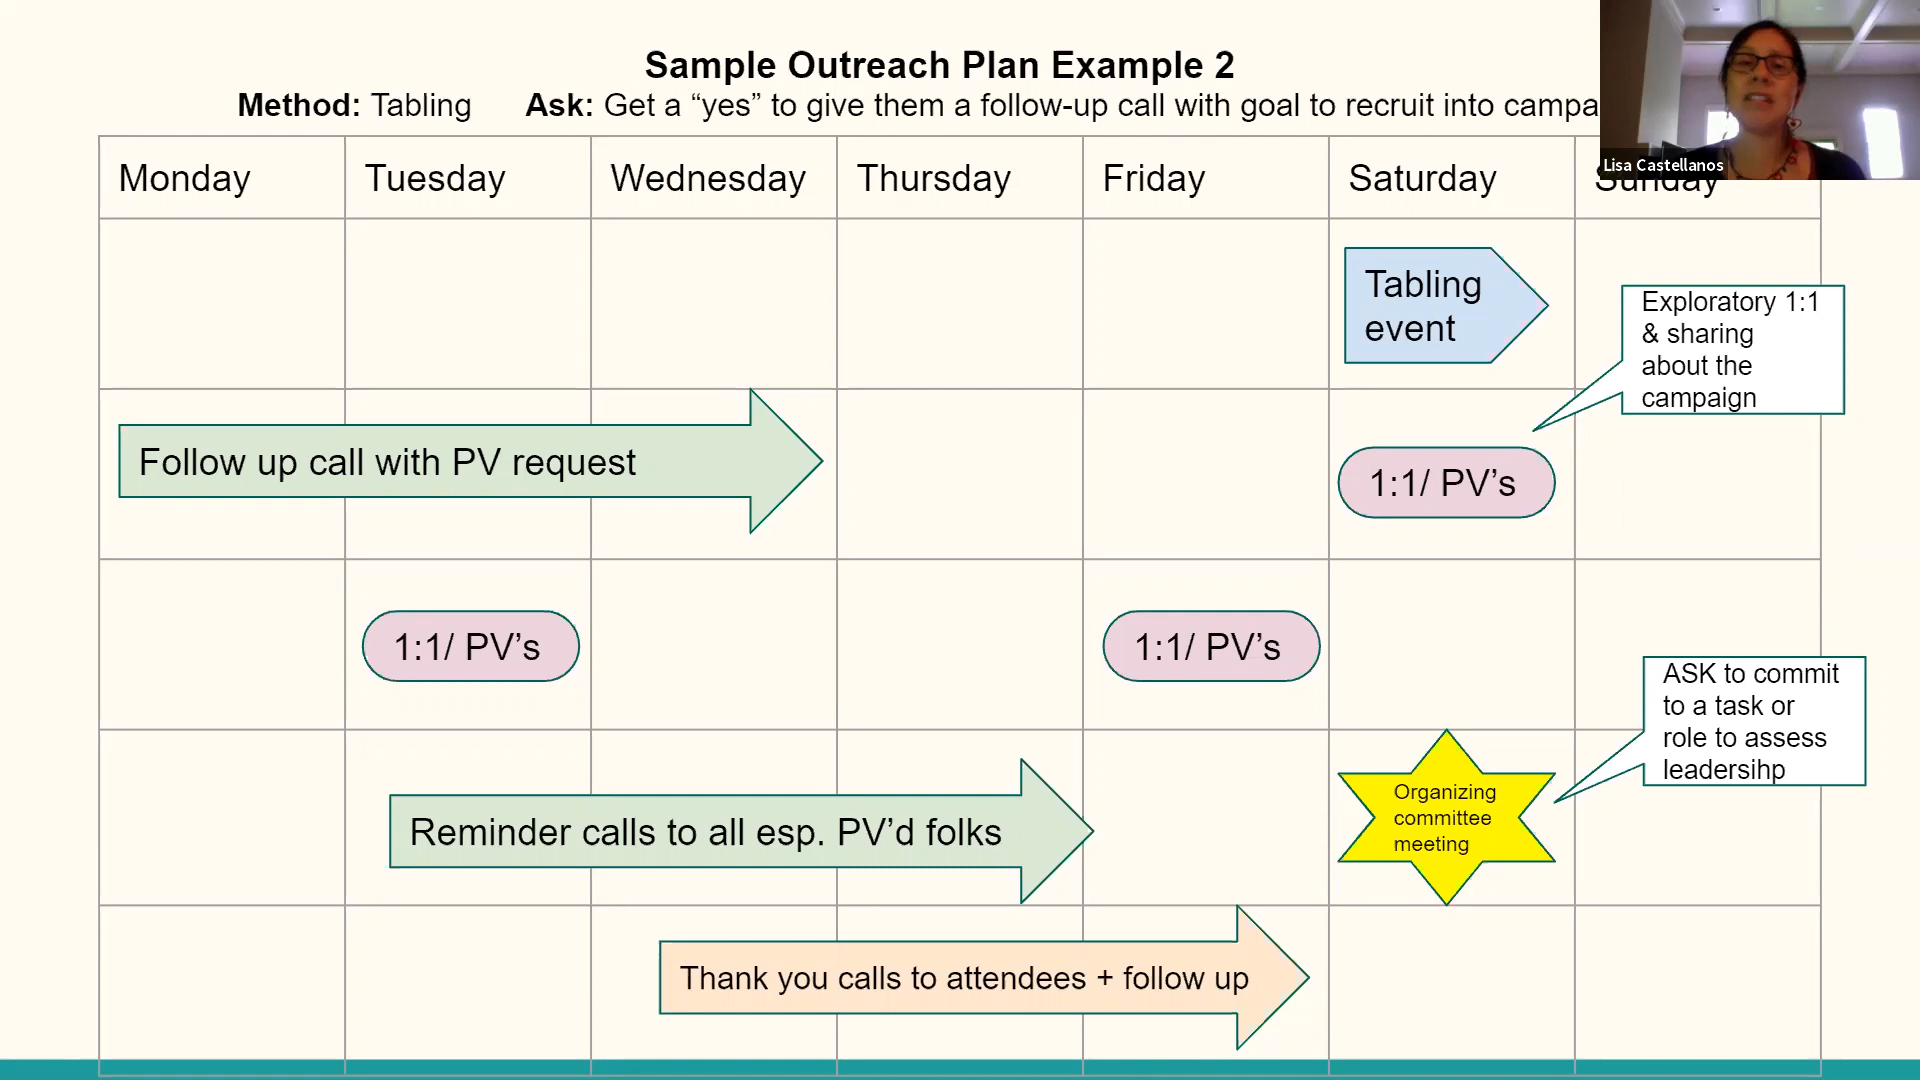 Sample Outreach Plan Example 2
Method: Tabling Ask: Get a “yes” to give them a follow-up call with goal to recruit into campa
Lisa Castellanos
Monday Tuesday Wednesday Thursday Friday Saturday Sunday
Tabling
event
Exploratory 1:1
& sharing
about the
campaign
Follow up call with PV request
1:1/ PV’s
1:1/ PV’s
1:1/ PV’s
ASK to commit
to a task or
role to assess
leadersihp
Organizing
committee
meeting
Reminder calls to all esp. PV’d folks
Thank you calls to attendees + follow up